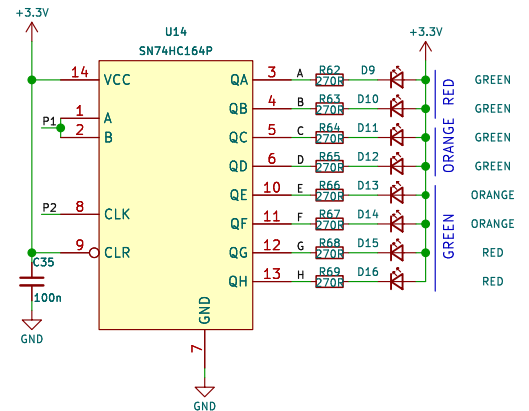 +3.3V
U14
SN74HC164P
+3.3V
14 VCC
QA 3 A R62 270R D9 GREEN
QB 4 B R63 270R D10 GREEN
RED
P1
1 A
2 B
QC 5 C R64 270R D11 GREEN
QD 6 D R65 270R D12 GREEN
ORANGE
QE 10 E R66 270R D13 ORANGE
P2 8 CLK
QF 11 F R67 270R D14 ORANGE
9 CLR
QG 12 G R68 270R D15 RED
QH 13 H R69 270R D16 RED
GREEN
C35
100n
GND
GND
7
GND